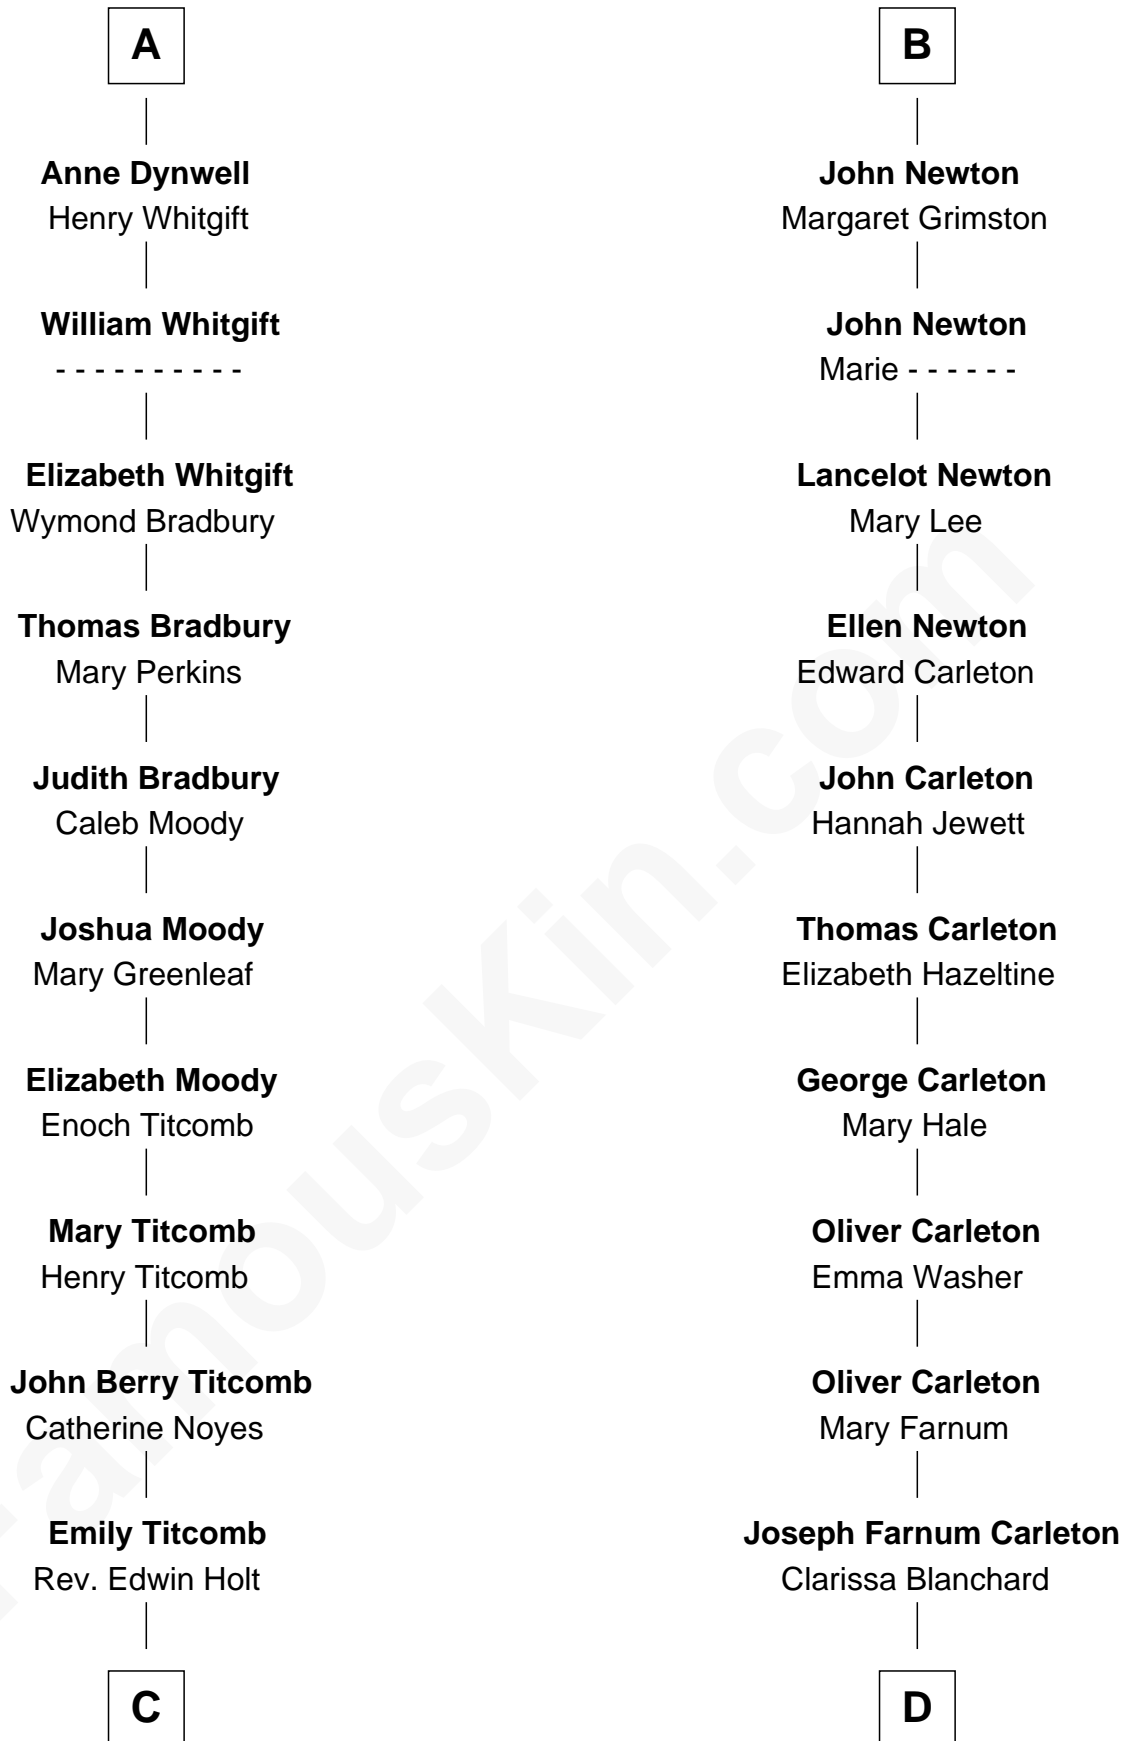 A
Anne Dynwell
Henry Whitgift
William Whitgift
- - - - - - - - - -
Elizabeth Whitgift
Wymond Bradbury
Thomas Bradbury
Mary Perkins
Judith Bradbury
Caleb Moody
Joshua Moody
Mary Greenleaf
Elizabeth Moody
Enoch Titcomb
Mary Titcomb
Henry Titcomb
John Berry Titcomb
Catherine Noyes
Emily Titcomb
Rev. Edwin Holt
C
B
John Newton
Margaret Grimston
John Newton
Marie - - - - - -
Lancelot Newton
Mary Lee
Ellen Newton
Edward Carleton
John Carleton
Hannah Jewett
Thomas Carleton
Elizabeth Hazeltine
George Carleton
Mary Hale
Oliver Carleton
Emma Washer
Oliver Carleton
Mary Farnum
Joseph Farnum Carleton
Clarissa Blanchard
D
FamousKin.com